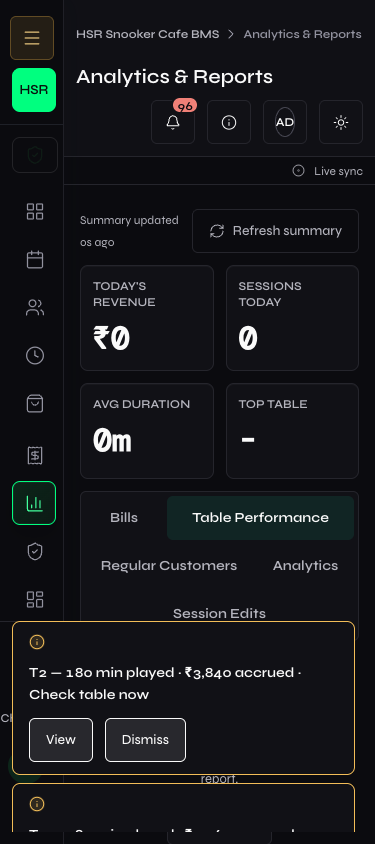 HSR Snooker Cafe BMS > Analytics & Reports
HSR
Analytics & Reports
96
AD
Live sync
Summary updated
0s ago
Refresh summary
TODAY'S
REVENUE
₹0
SESSIONS
TODAY
0
AVG DURATION
0m
TOP TABLE
-
Bills
Table Performance
Regular Customers
Analytics
Session Edits
T2 — 180 min played · ₹3,840 accrued ·
Check table now
View
Dismiss
report.